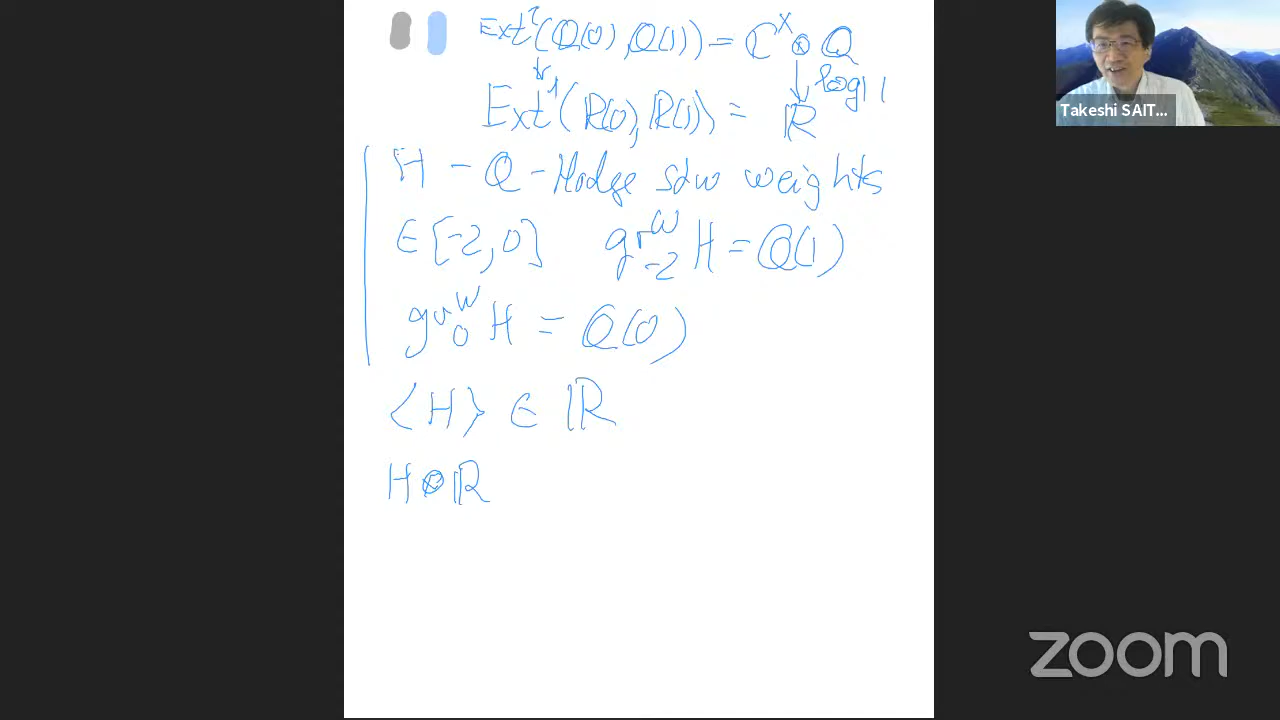 Ext¹(ℚ(0), ℚ(1)) = ℂ^× ⊗ ℚ
↓ ↓ log| |
Ext¹(ℝ(0), ℝ(1)) = ℝ
H – ℚ-Hodge str weights
∈ [-2, 0] gr^W_{-2} H = ℚ(1)
gr^W_0 H = ℚ(0)
⟨H⟩ ∈ ℝ
H ⊗ ℝ
Takeshi SAIT...
zoom